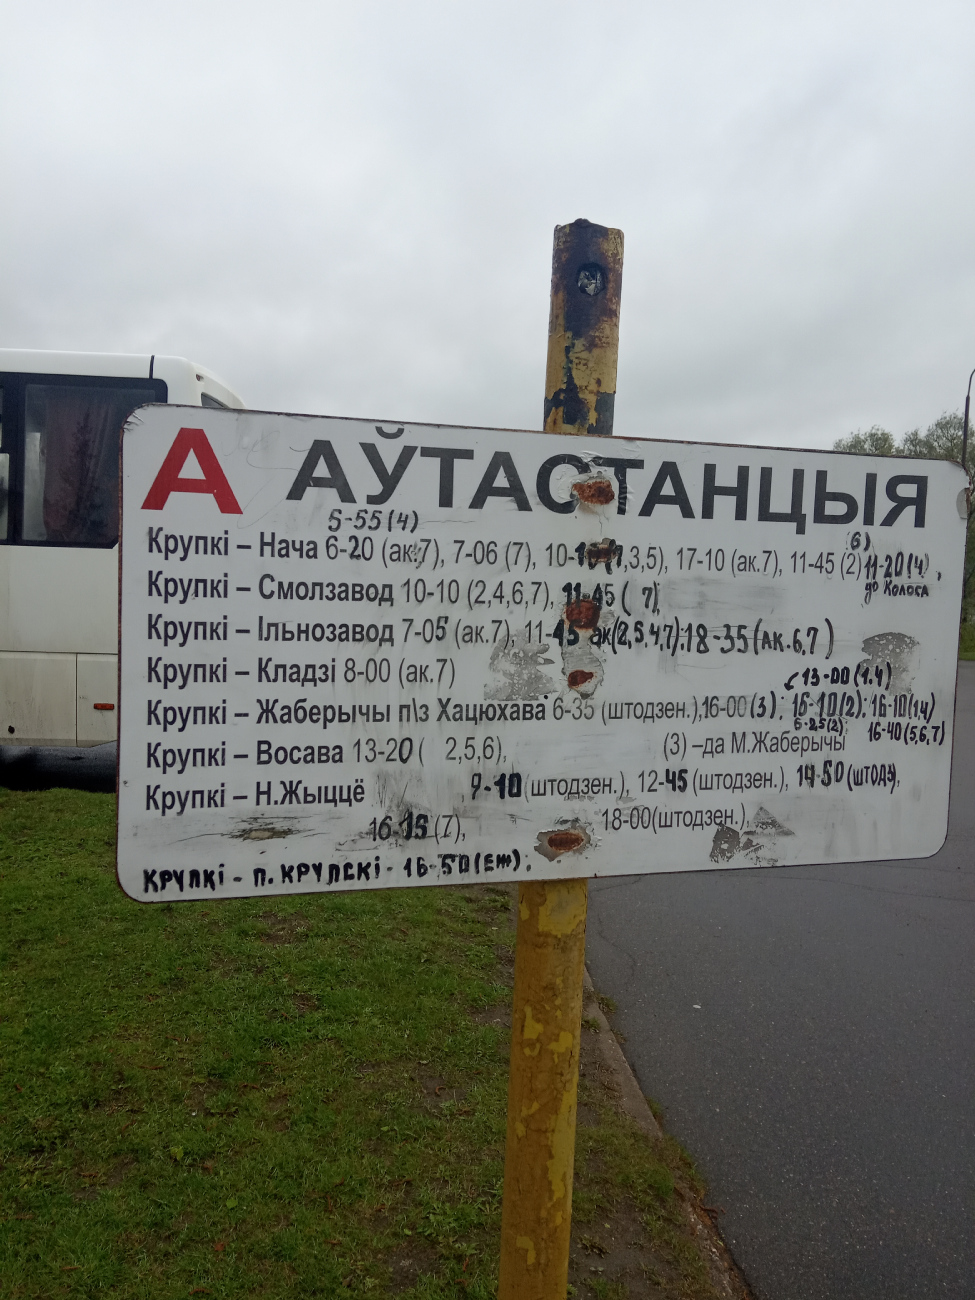 А АЎТАСТАНЦЫЯ
5-55(4)
Крупкі – Нача 6-20 (ак.7), 7-06 (7), 10- ,3,5), 17-10 (ак.7), 11-45 (2) 11-20(4).
(6)
до Колоса
Крупкі – Смолзавод 10-10 (2,4,6,7), 11-45 ( 7),
Крупкі – Ільнозавод 7-05 (ак.7), 11-45 ак(2,5,4,7).18-35(АК.6,7)
Крупкі – Кладзі 8-00 (ак.7)
13-00(1.4)
Крупкі – Жаберычы п\з Хацюхава 6-35 (штодзен.),16-00(3); 16-10(2); 16-10(1,4)
6-25(2) 16-40(5,6,7)
Крупкі – Восава 13-20 ( 2,5,6), (3) –да М.Жаберычы
Крупкі – Н.Жыццё 9-10(штодзен.), 12-45 (штодзен.), 14-50(штодз),
16-15 (7), 18-00(штодзен.),
КРУПКІ - П. КРУПСКІ - 16-50(ЕЖ).